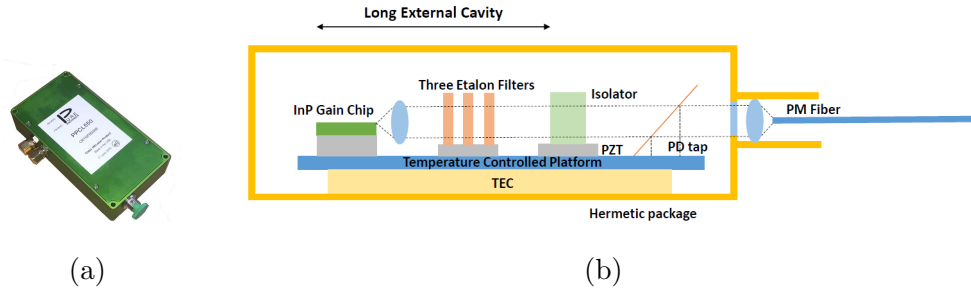 Long External Cavity
Three Etalon Filters
InP Gain Chip
Isolator
PM Fiber
PZT
PD tap
Temperature Controlled Platform
TEC
Hermetic package
PPCL600
(a)
(b)